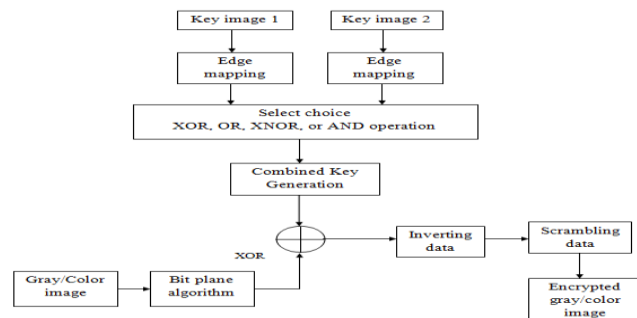 Key image 1
Key image 2
Edge
mapping
Edge
mapping
Select choice
XOR, OR, XNOR, or AND operation
Combined Key
Generation
XOR
Inverting
data
Scrambling
data
Gray/Color
image
Bit plane
algorithm
Encrypted
gray/color
image